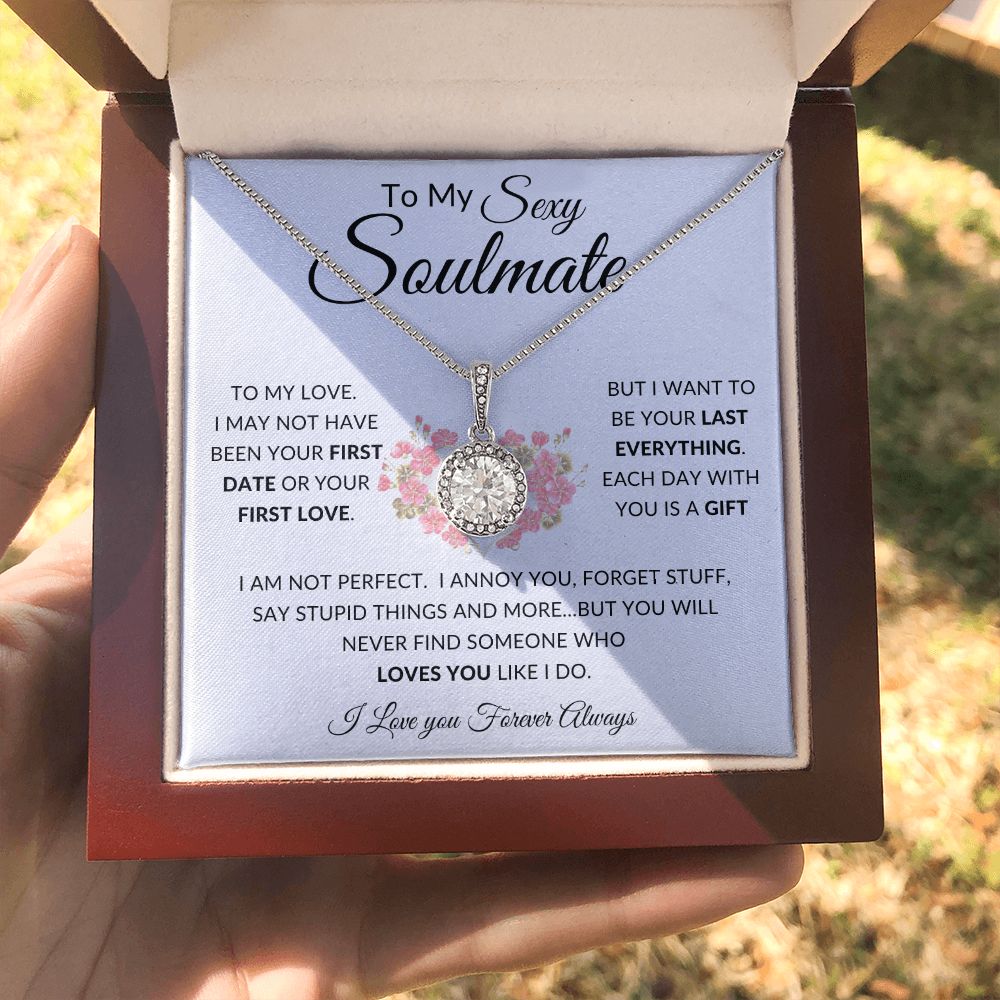 To My Sexy
Soulmate
TO MY LOVE.
I MAY NOT HAVE
BEEN YOUR FIRST
DATE OR YOUR
FIRST LOVE.
BUT I WANT TO
BE YOUR LAST
EVERYTHING.
EACH DAY WITH
YOU IS A GIFT
I AM NOT PERFECT. I ANNOY YOU, FORGET STUFF,
SAY STUPID THINGS AND MORE...BUT YOU WILL
NEVER FIND SOMEONE WHO
LOVES YOU LIKE I DO.
I Love you Forever Always